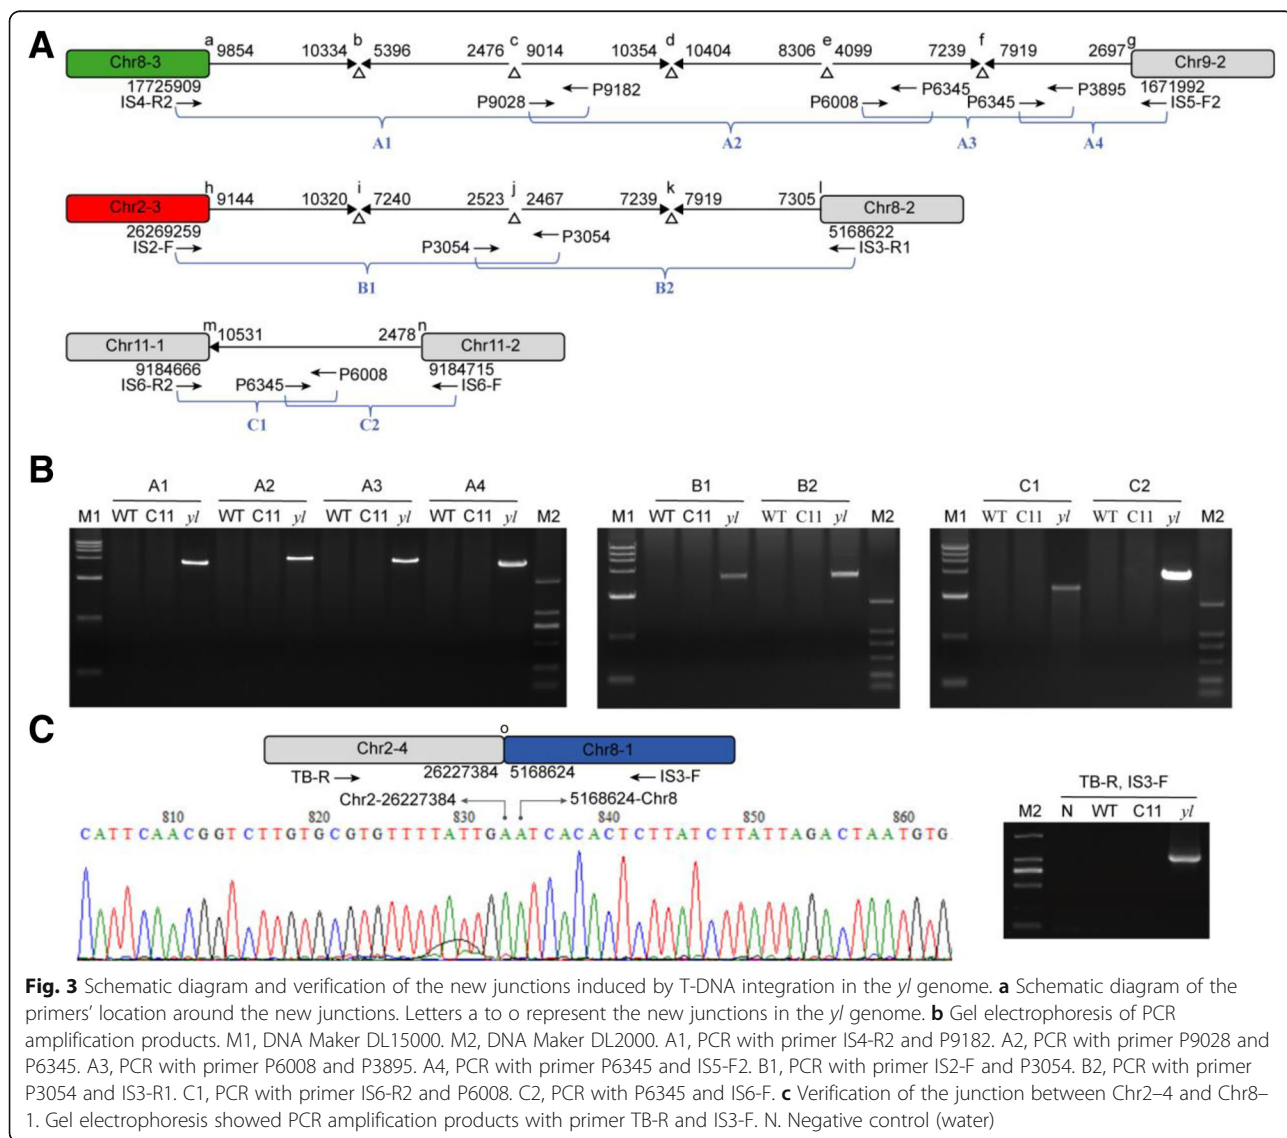 A
a b c d e f g
Chr8-3 9854 10334 5396 2476 9014 10354 10404 8306 4099 7239 7919 2697 Chr9-2
17725909 1671992
IS4-R2 P9028 P9182 P6008 P6345 P6345 P3895 IS5-F2
A1 A2 A3 A4
h i j k l
Chr2-3 9144 10320 7240 2523 2467 7239 7919 7305 Chr8-2
26269259 5168622
IS2-F P3054 P3054 IS3-R1
B1 B2
m n
Chr11-1 10531 2478 Chr11-2
9184666 9184715
IS6-R2 P6345 P6008 IS6-F
C1 C2
B
A1 A2 A3 A4 B1 B2 C1 C2
M1 WT C11 yl WT C11 yl WT C11 yl WT C11 yl M2 M1 WT C11 yl WT C11 yl M2 M1 WT C11 yl WT C11 yl M2
C
o
Chr2-4 Chr8-1
TB-R 26227384 5168624 IS3-F
Chr2-26227384 5168624-Chr8
810 820 830 840 850 860
CATTCAACGGTCTTGTGCGTGTTTTATTGAATCACACTCTTATCTTATTAGACTAATGTG
TB-R, IS3-F
M2 N WT C11 yl
Fig. 3 Schematic diagram and verification of the new junctions induced by T-DNA integration in the yl genome. a Schematic diagram of the
primers' location around the new junctions. Letters a to o represent the new junctions in the yl genome. b Gel electrophoresis of PCR
amplification products. M1, DNA Maker DL15000. M2, DNA Maker DL2000. A1, PCR with primer IS4-R2 and P9182. A2, PCR with primer P9028 and
P6345. A3, PCR with primer P6008 and P3895. A4, PCR with primer P6345 and IS5-F2. B1, PCR with primer IS2-F and P3054. B2, PCR with primer
P3054 and IS3-R1. C1, PCR with primer IS6-R2 and P6008. C2, PCR with P6345 and IS6-F. c Verification of the junction between Chr2–4 and Chr8–
1. Gel electrophoresis showed PCR amplification products with primer TB-R and IS3-F. N. Negative control (water)